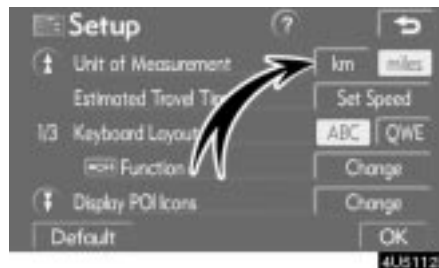 Setup ?
Unit of Measurement km miles
Estimated Travel Set Speed
1/3 Keyboard Layout ABC QWE
Function Change
Display POI Icons Change
Default OK
4U5112